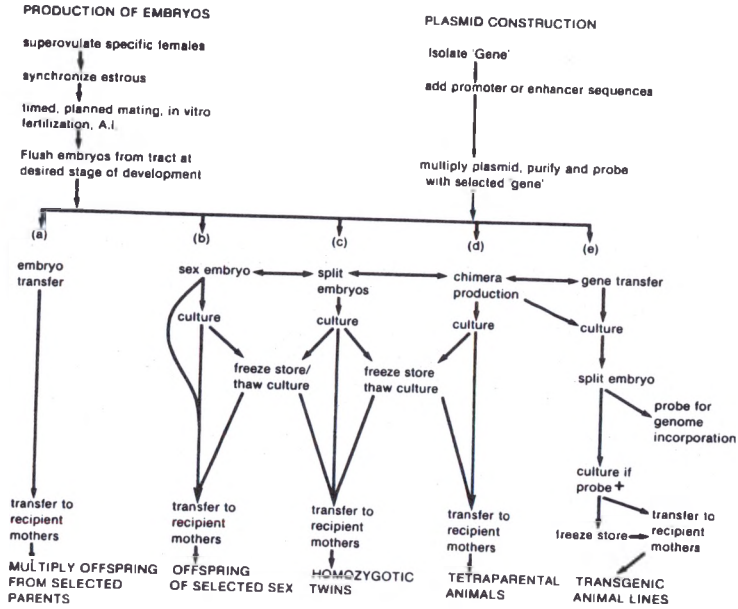 PRODUCTION OF EMBRYOS
superovulate specific females
synchronize estrous
timed, planned mating, in vitro
fertilization, A.I.
Flush embryos from tract at
desired stage of development
PLASMID CONSTRUCTION
Isolate 'Gene'
add promoter or enhancer sequences
multiply plasmid, purify and probe
with selected 'gene'
(a)
(b)
(c)
(d)
(e)
embryo
transfer
sex embryo
split
embryos
chimera
production
gene transfer
culture
culture
culture
culture
freeze store/
thaw culture
freeze store
thaw culture
split embryo
probe for
genome
incorporation
culture if
probe +
freeze store
transfer to
recipient
mothers
transfer to
recipient
mothers
transfer to
recipient
mothers
transfer to
recipient
mothers
transfer to
recipient
mothers
MULTIPLY OFFSPRING
FROM SELECTED
PARENTS
OFFSPRING
OF SELECTED SEX
HOMOZYGOTIC
TWINS
TETRAPARENTAL
ANIMALS
TRANSGENIC
ANIMAL LINES